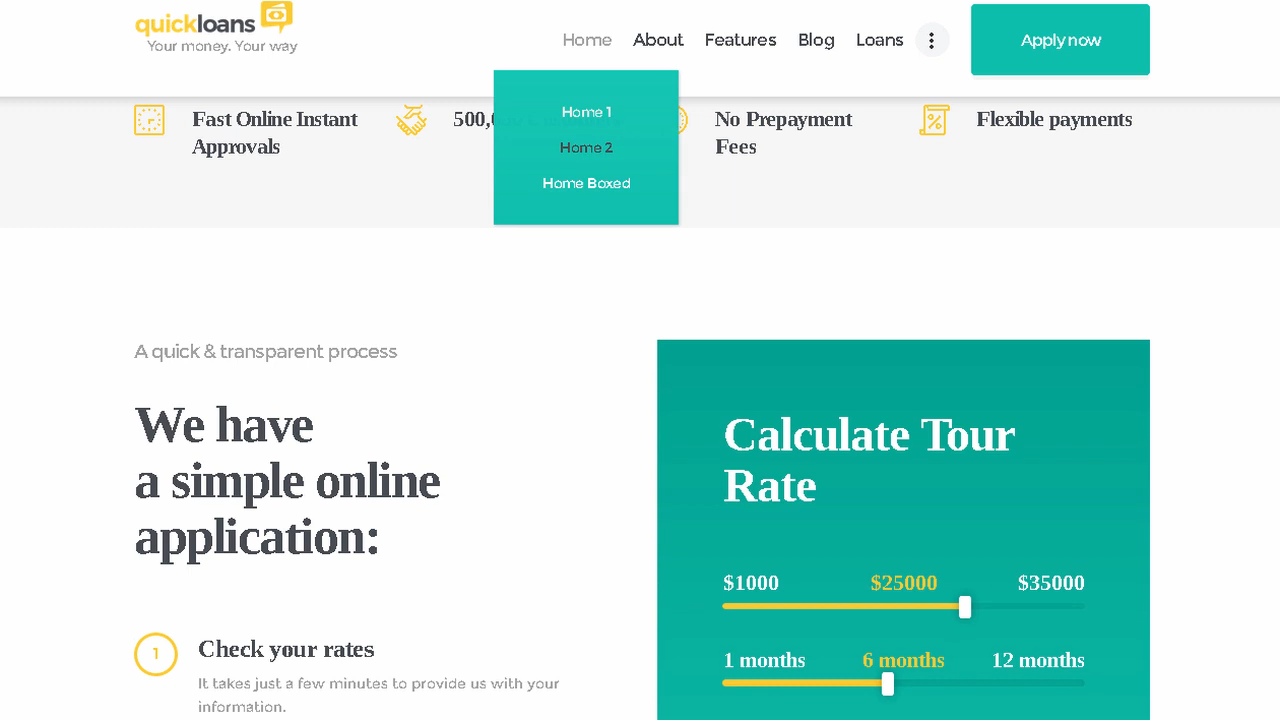 quickloans
Your money. Your way
Home About Features Blog Loans
Apply now
Home 1
Home 2
Home Boxed
Fast Online Instant
Approvals
No Prepayment
Fees
Flexible payments
A quick & transparent process
We have
a simple online
application:
1
Check your rates
It takes just a few minutes to provide us with your
information.
Calculate Tour
Rate
$1000 $25000 $35000
1 months 6 months 12 months